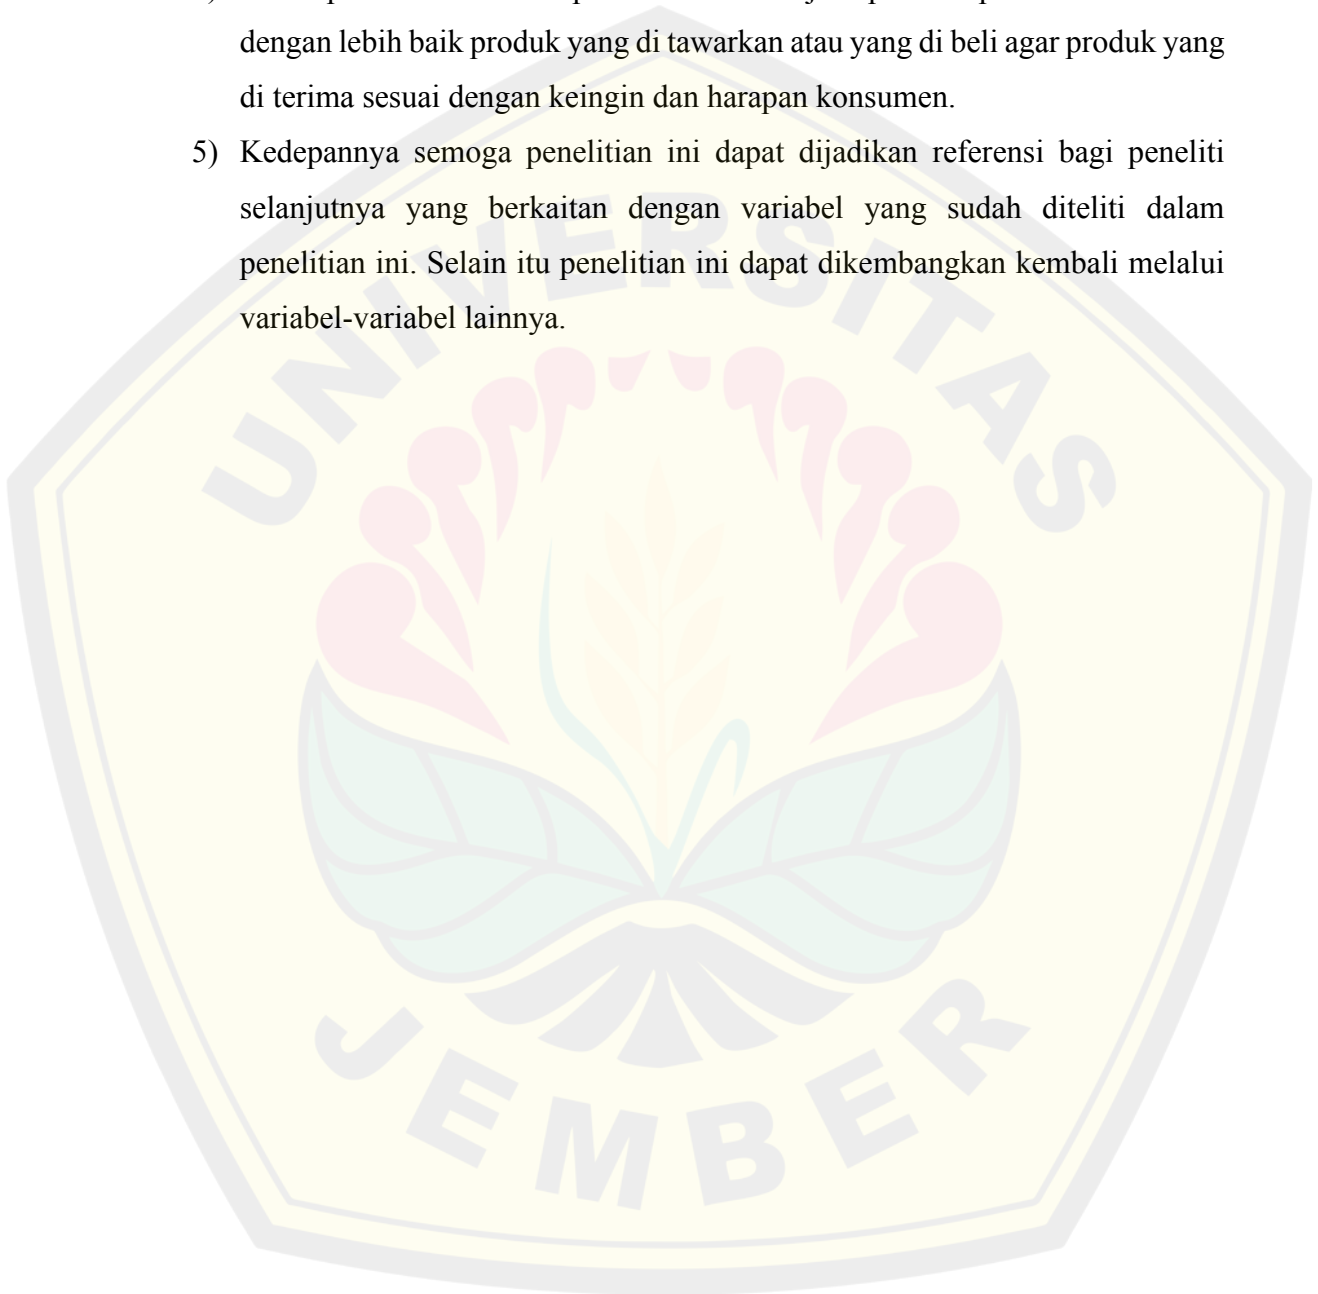 dengan lebih baik produk yang di tawarkan atau yang di beli agar produk yang
di terima sesuai dengan keingin dan harapan konsumen.
5) Kedepannya semoga penelitian ini dapat dijadikan referensi bagi peneliti
selanjutnya yang berkaitan dengan variabel yang sudah diteliti dalam
penelitian ini. Selain itu penelitian ini dapat dikembangkan kembali melalui
variabel-variabel lainnya.
UNIVERSITAS
JEMBER